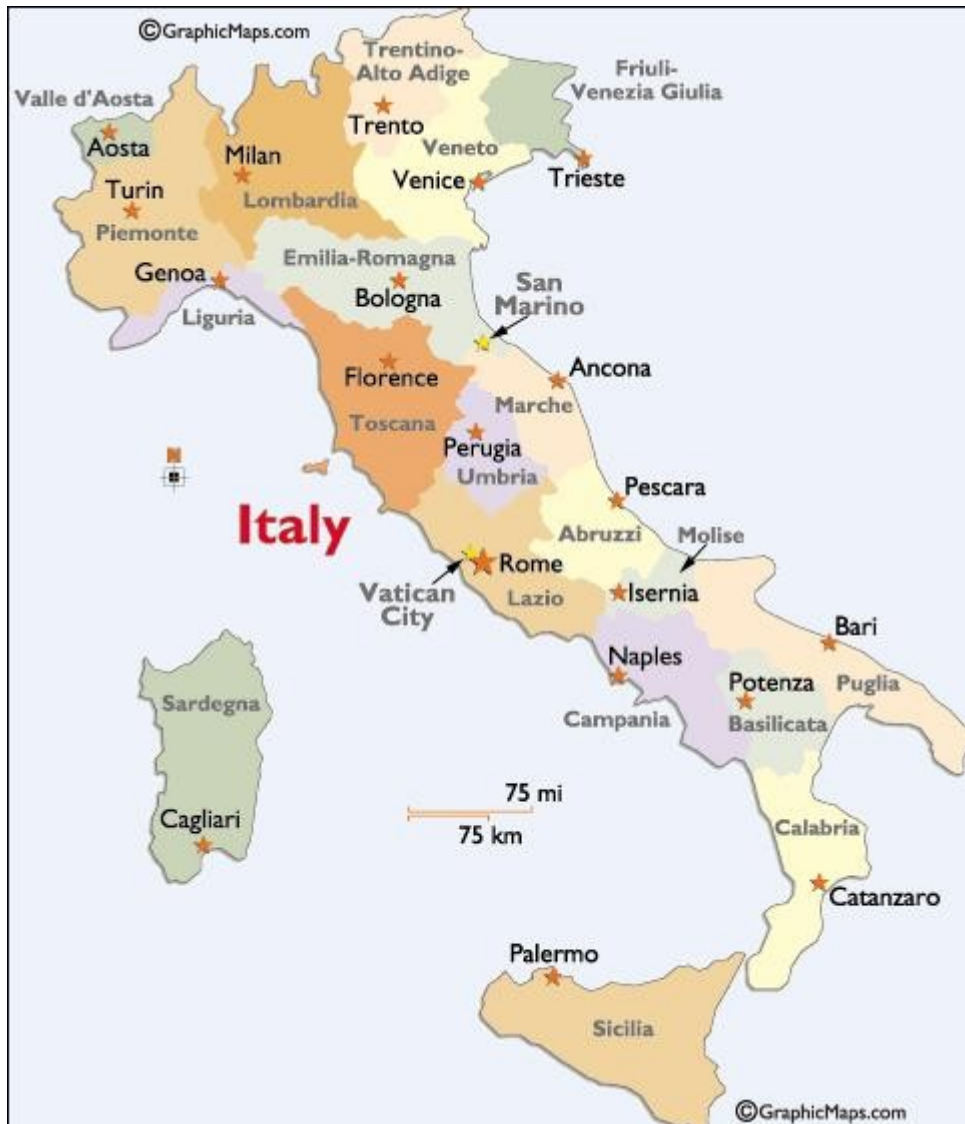 ©GraphicMaps.com
Trentino-
Alto Adige
Friuli-
Venezia Giulia
Valle d'Aosta
Trento
Aosta
Milan
Veneto
Venice
Trieste
Turin
Lombardia
Piemonte
Emilia-Romagna
Genoa
Bologna
San
Marino
Liguria
Florence
Ancona
Toscana
Marche
Perugia
Umbria
N
Italy
Pescara
Abruzzi
Molise
Rome
Vatican
City
Lazio
Isernia
Bari
Naples
Potenza
Puglia
Campania
Basilicata
Sardegna
75 mi
75 km
Cagliari
Calabria
Catanzaro
Palermo
Sicilia
©GraphicMaps.com